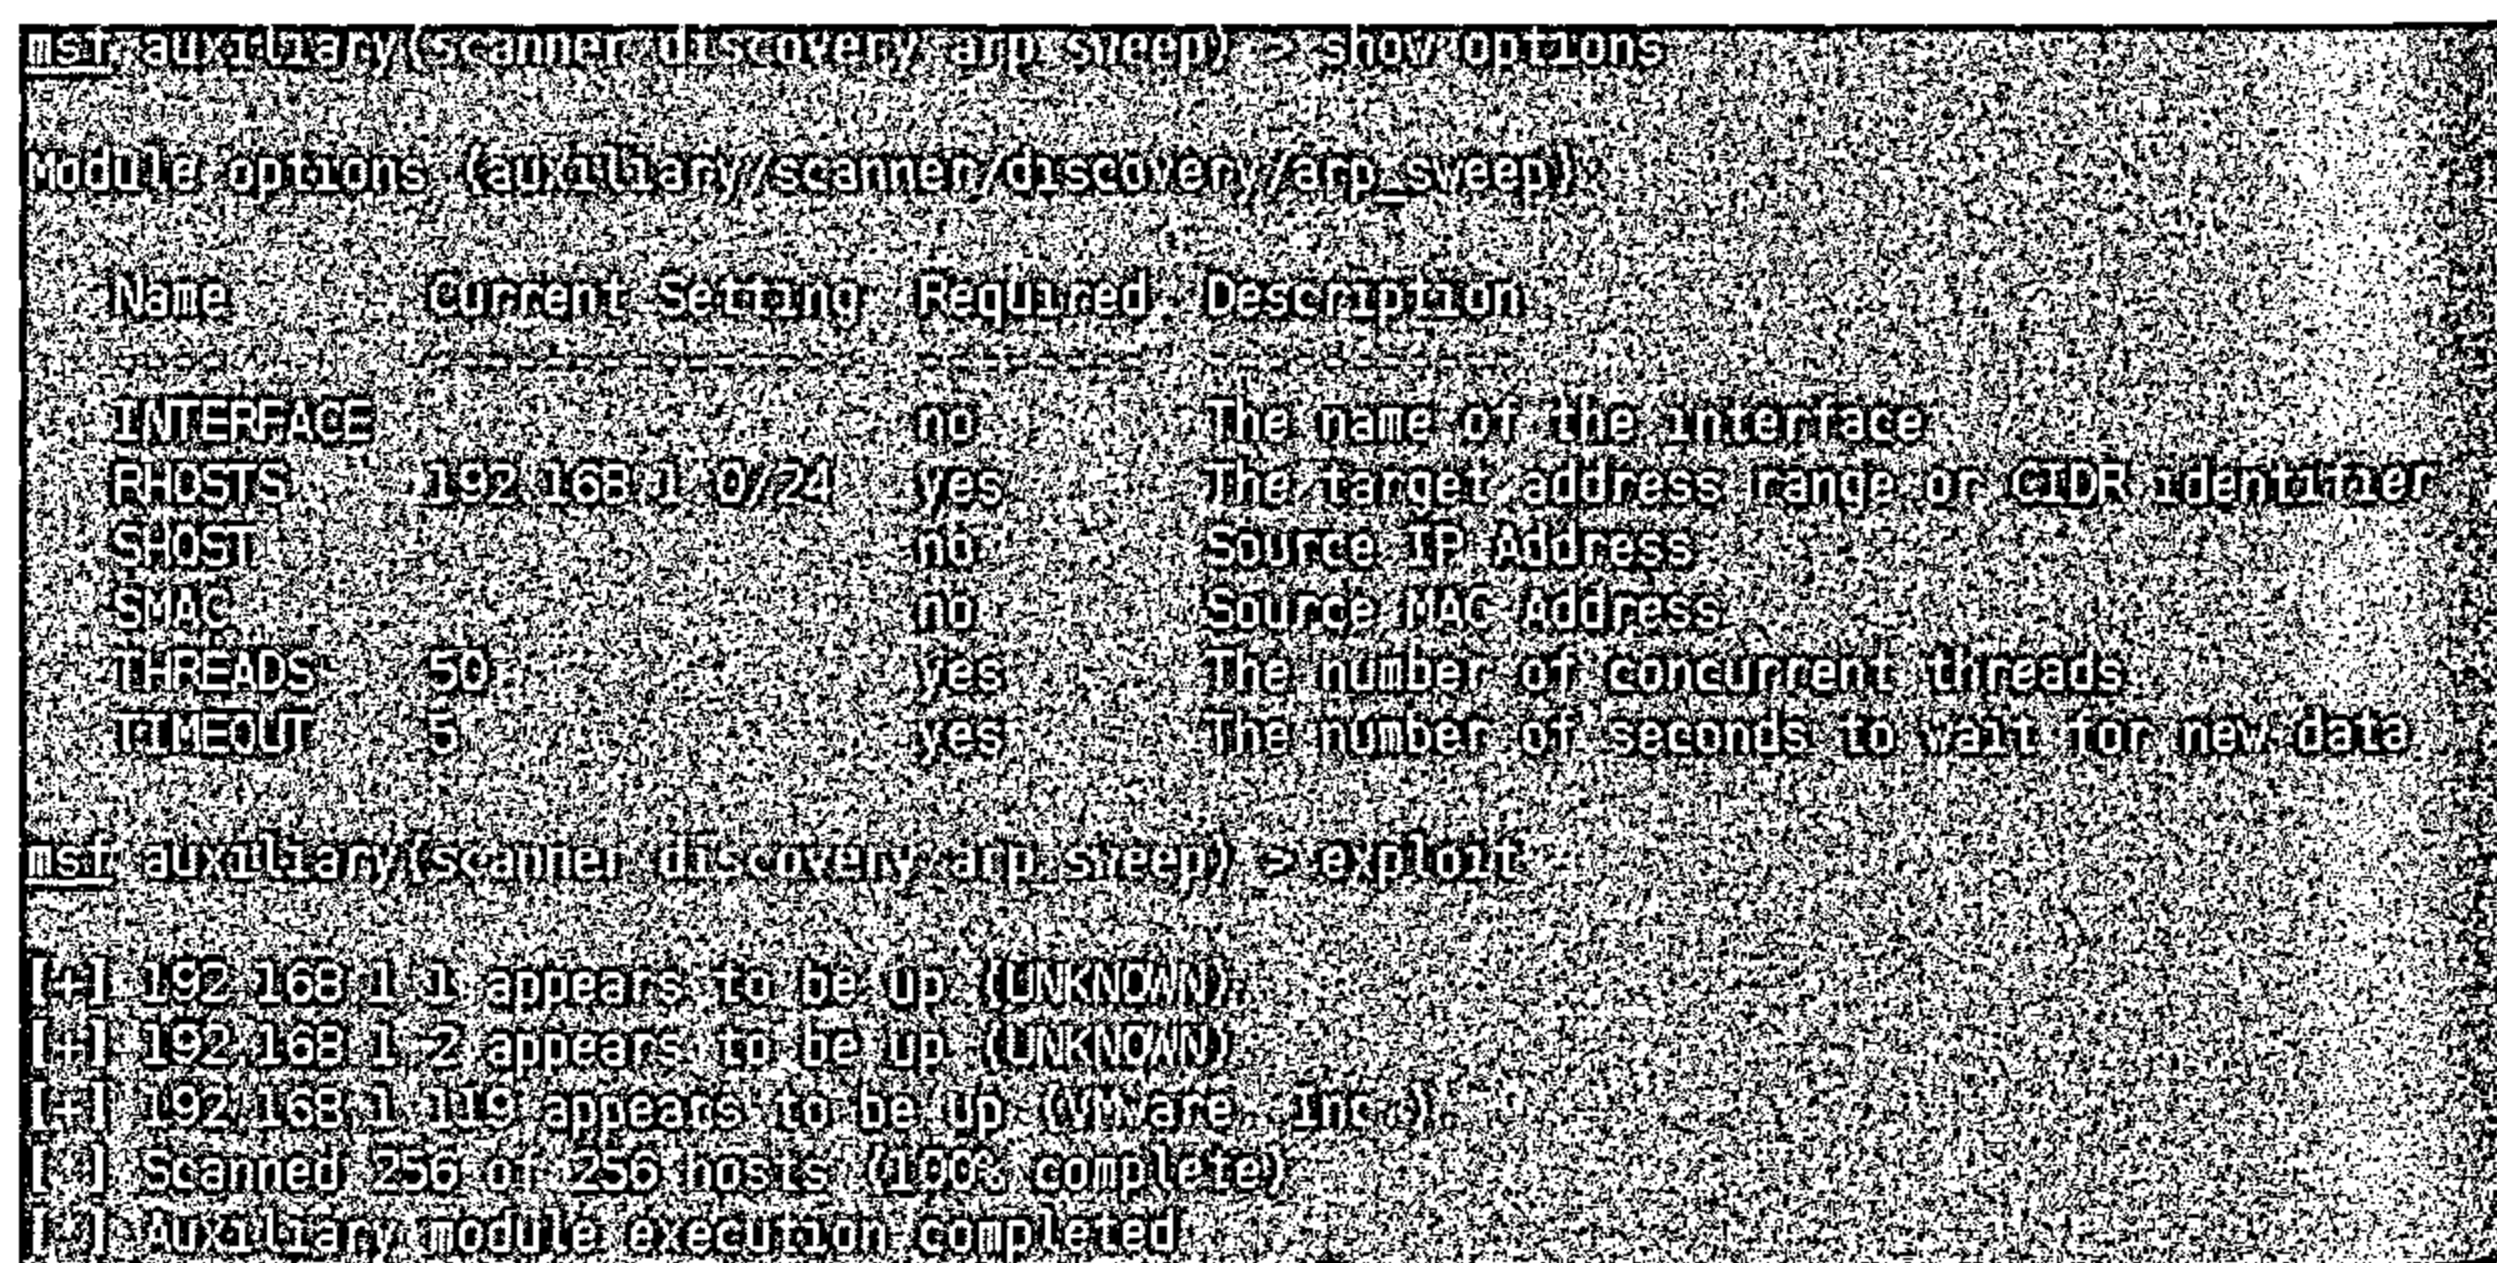 msf auxiliary(scanner/discovery/arp_sweep) > show options
Module options (auxiliary/scanner/discovery/arp_sweep)
Name Current Setting Required Description
---- --------------- -------- -----------
INTERFACE no The name of the interface
RHOSTS 192.168.1.0/24 yes The target address range or CIDR identifier
SHOST no Source IP Address
SMAC no Source MAC Address
THREADS 50 yes The number of concurrent threads
TIMEOUT 5 yes The number of seconds to wait for new data
msf auxiliary(scanner/discovery/arp_sweep) > exploit
[+] 192.168.1.1 appears to be up (UNKNOWN).
[+] 192.168.1.2 appears to be up (UNKNOWN).
[+] 192.168.1.119 appears to be up (VMware, Inc.).
[*] Scanned 256 of 256 hosts (100% complete)
[*] Auxiliary module execution completed